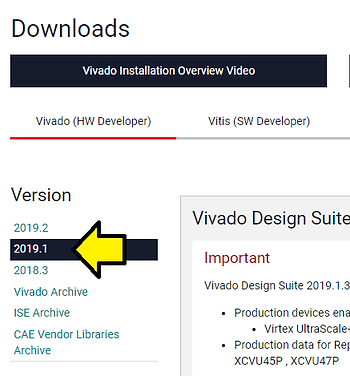 Downloads
Vivado Installation Overview Video
Vivado (HW Developer)
Vitis (SW Developer)
Version
2019.2
2019.1
2018.3
Vivado Archive
ISE Archive
CAE Vendor Libraries
Archive
Vivado Design Suite
Important
Vivado Design Suite 2019.1.3
Production devices ena
Virtex UltraScale-
Production data for Rep
XCVU45P , XCVU47P